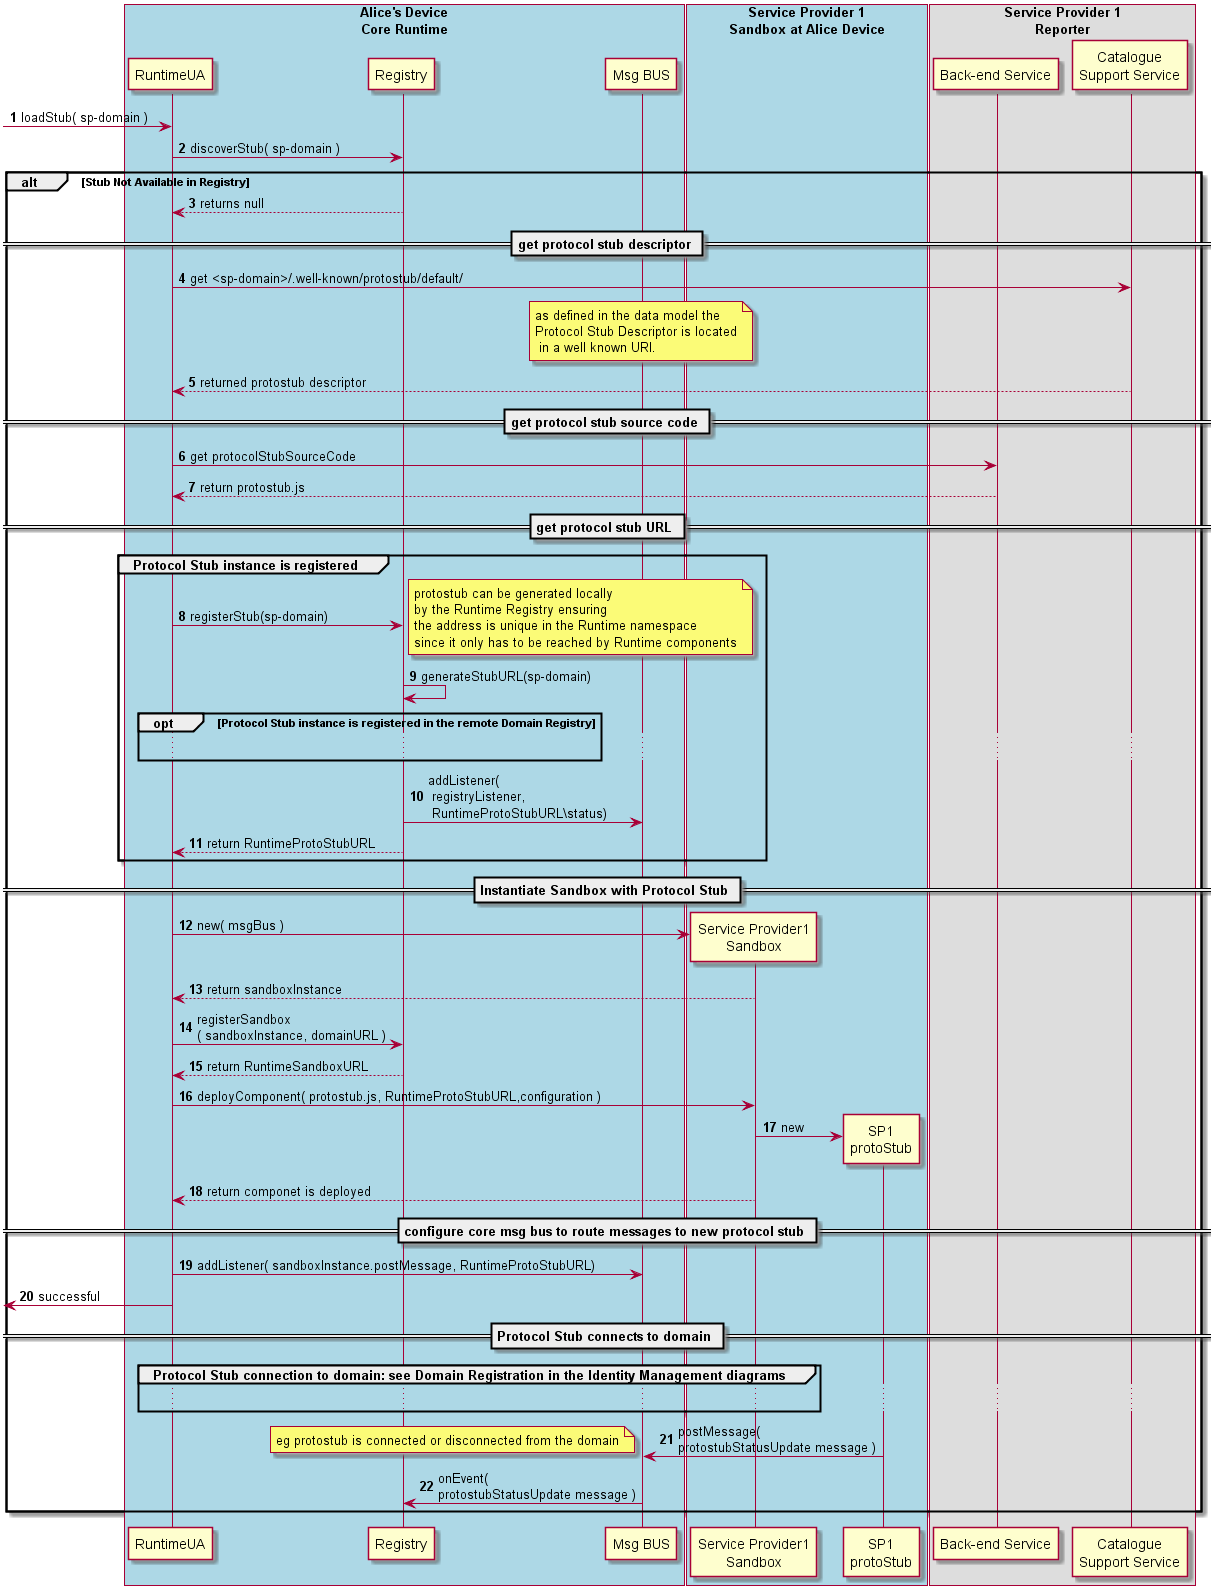 Alice's Device
Core Runtime
Service Provider 1
Sandbox at Alice Device
Service Provider 1
Reporter
RuntimeUA
Registry
Msg BUS
Back-end Service
Catalogue
Support Service
1 loadStub( sp-domain )
2 discoverStub( sp-domain )
alt [Stub Not Available in Registry]
3 returns null
get protocol stub descriptor
4 get <sp-domain>/.well-known/protostub/default/
as defined in the data model the
Protocol Stub Descriptor is located
in a well known URI.
5 returned protostub descriptor
get protocol stub source code
6 get protocolStubSourceCode
7 return protostub.js
get protocol stub URL
Protocol Stub instance is registered
protostub can be generated locally
by the Runtime Registry ensuring
the address is unique in the Runtime namespace
since it only has to be reached by Runtime components
8 registerStub(sp-domain)
9 generateStubURL(sp-domain)
opt [Protocol Stub instance is registered in the remote Domain Registry]
addListener(
10 registryListener,
RuntimeProtoStubURL\status)
11 return RuntimeProtoStubURL
Instantiate Sandbox with Protocol Stub
12 new( msgBus )
Service Provider1
Sandbox
13 return sandboxInstance
14 registerSandbox
( sandboxInstance, domainURL )
15 return RuntimeSandboxURL
16 deployComponent( protostub.js, RuntimeProtoStubURL,configuration )
17 new
SP1
protoStub
18 return componet is deployed
configure core msg bus to route messages to new protocol stub
19 addListener( sandboxInstance.postMessage, RuntimeProtoStubURL)
20 successful
Protocol Stub connects to domain
Protocol Stub connection to domain: see Domain Registration in the Identity Management diagrams
eg protostub is connected or disconnected from the domain
21 postMessage(
protostubStatusUpdate message )
22 onEvent(
protostubStatusUpdate message )
RuntimeUA
Registry
Msg BUS
Service Provider1
Sandbox
SP1
protoStub
Back-end Service
Catalogue
Support Service